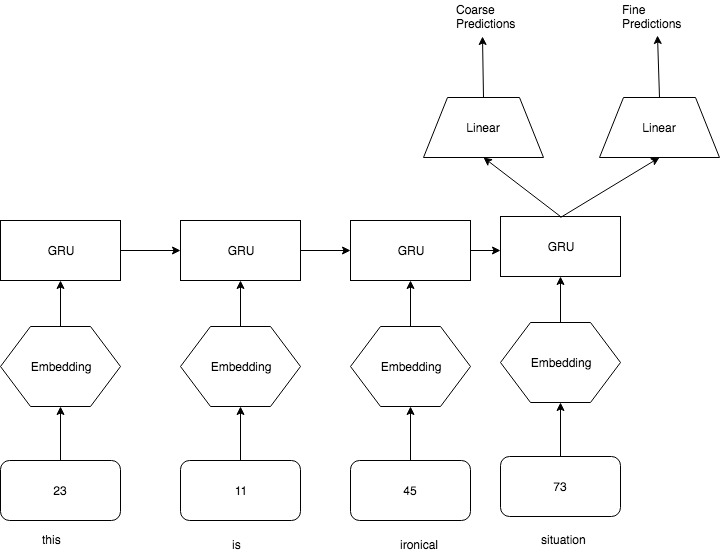 Coarse
Predictions
Fine
Predictions
Linear
Linear
GRU
GRU
GRU
GRU
Embedding
Embedding
Embedding
Embedding
23
11
45
73
this
is
ironical
situation